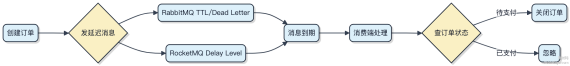 创建订单
发延迟消息
RabbitMQ TTL/Dead Letter
RocketMQ Delay Level
消息到期
消费端处理
查订单状态
待支付
已支付
关闭订单
忽略